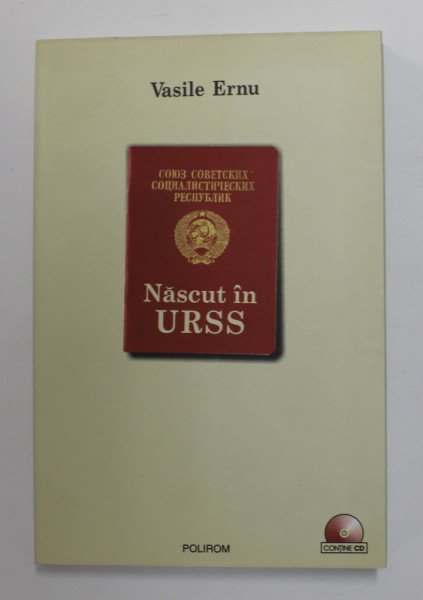 Vasile Ernu
СОЮЗ СОВЕТСКИХ
СОЦИАЛИСТИЧЕСКИХ
РЕСПУБЛИК
Născut în
URSS
POLIROM
CONȚINE CD